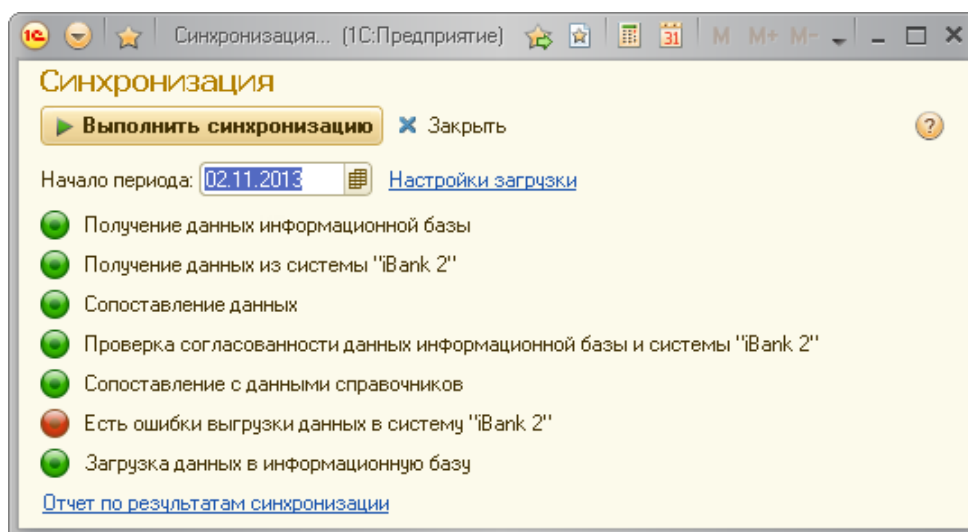 1С Синхронизация... (1С:Предприятие) 31 M M+ M-
Синхронизация
Выполнить синхронизацию Закрыть ?
Начало периода: 02.11.2013 Настройки загрузки
Получение данных информационной базы
Получение данных из системы "iBank 2"
Сопоставление данных
Проверка согласованности данных информационной базы и системы "iBank 2"
Сопоставление с данными справочников
Есть ошибки выгрузки данных в систему "iBank 2"
Загрузка данных в информационную базу
Отчет по результатам синхронизации